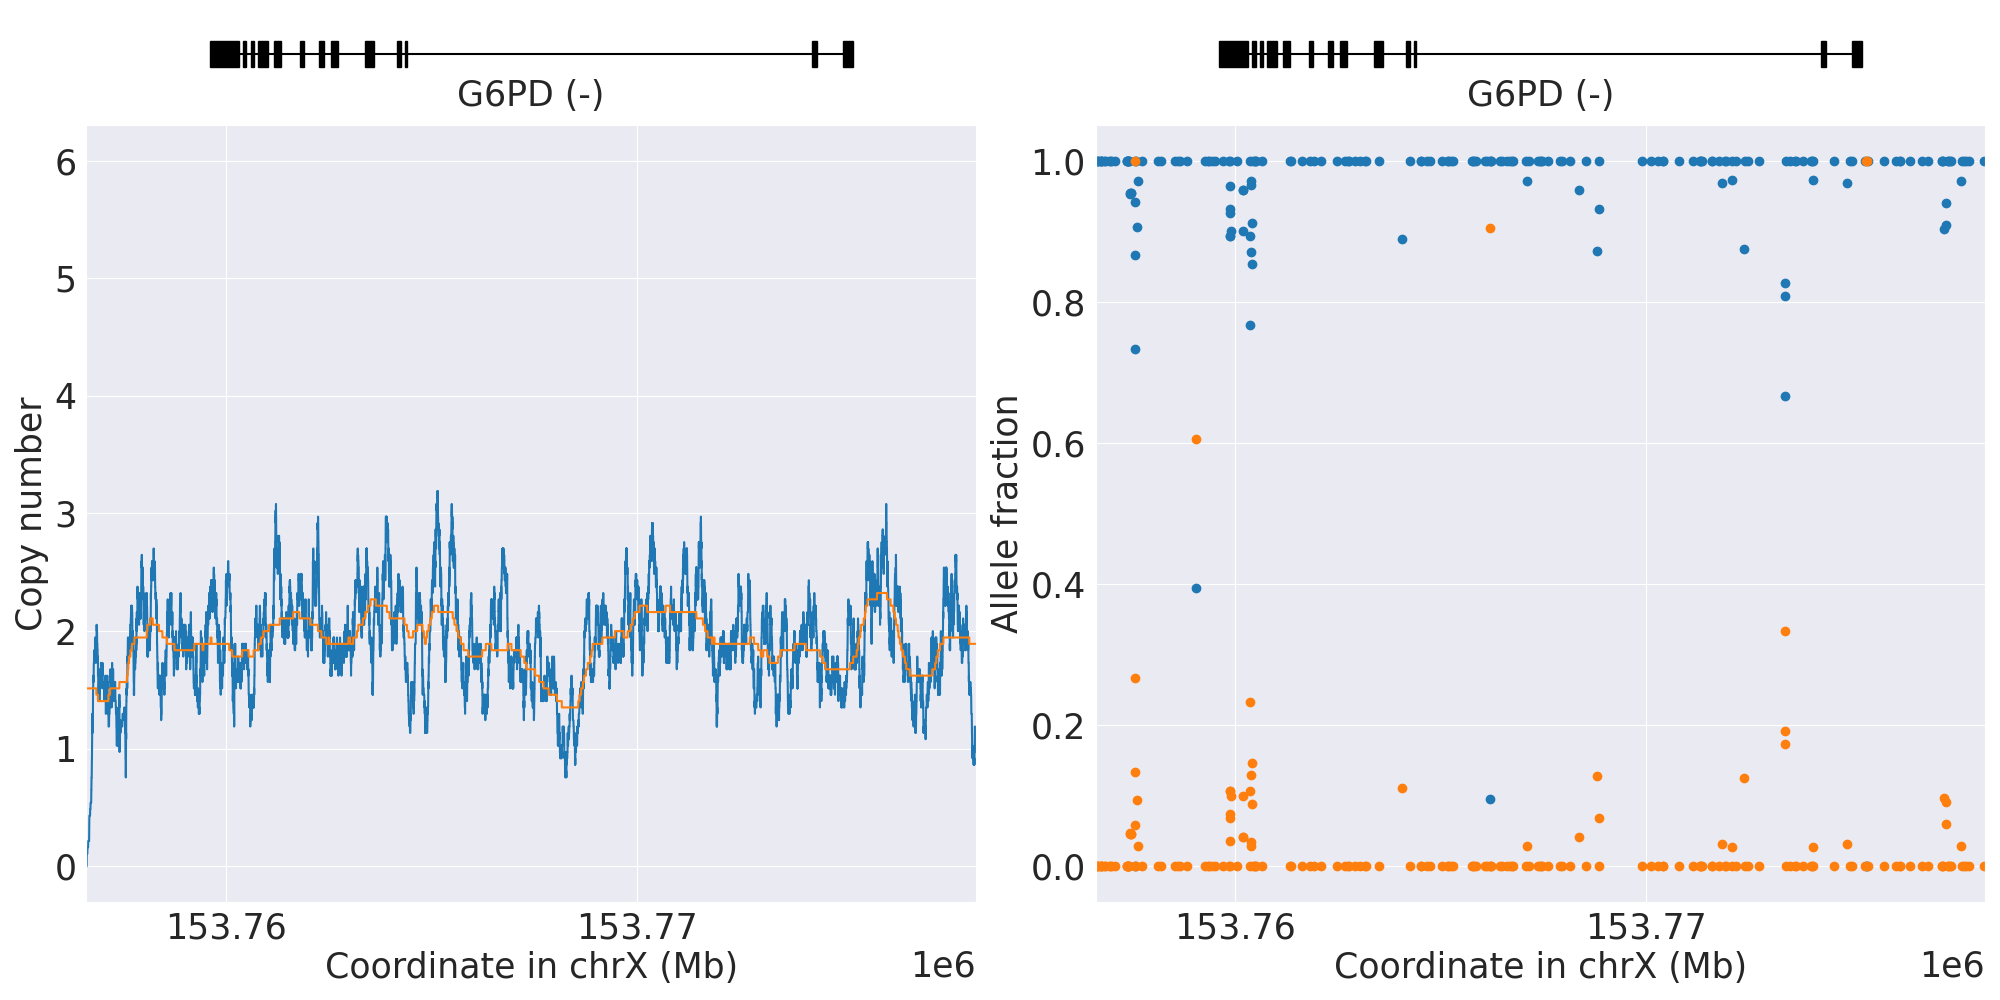 G6PD (-)
G6PD (-)
6
5
4
3
2
1
0
Copy number
153.76
153.77
Coordinate in chrX (Mb)
1e6
1.0
0.8
0.6
0.4
0.2
0.0
Allele fraction
153.76
153.77
Coordinate in chrX (Mb)
1e6